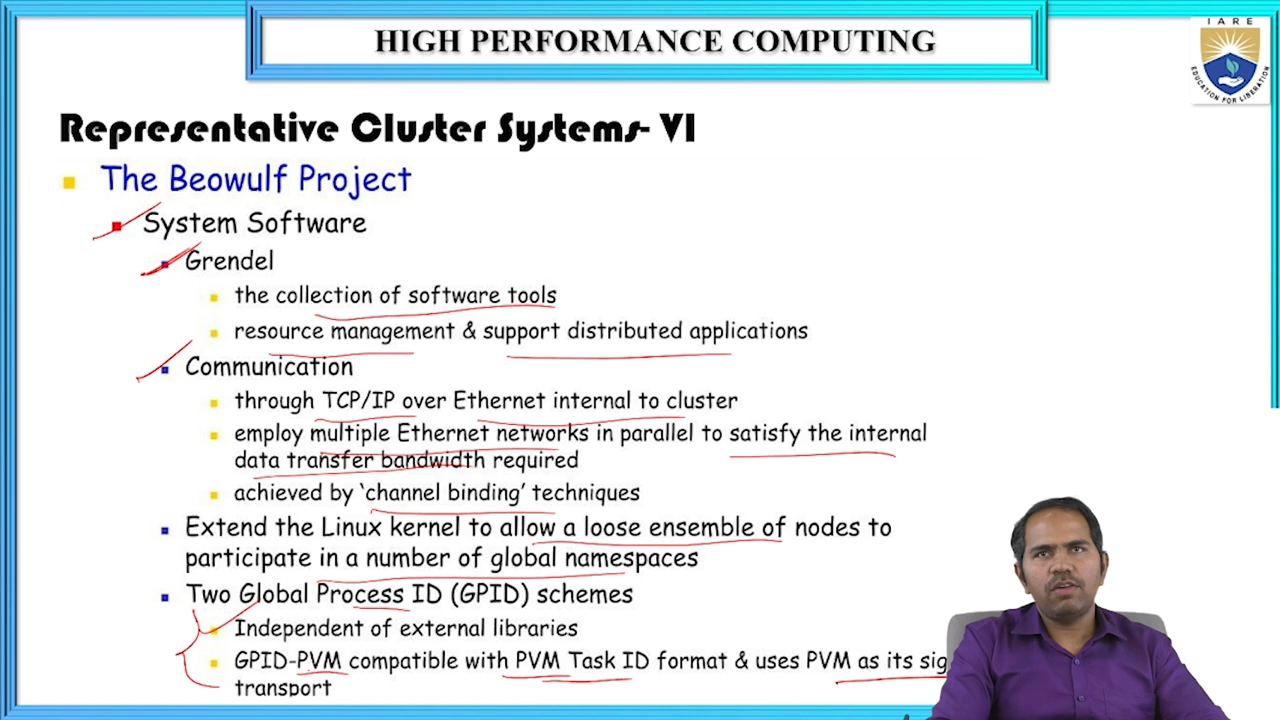 HIGH PERFORMANCE COMPUTING
IARE
EDUCATION FOR LIBERATION
Representative Cluster Systems- VI
The Beowulf Project
System Software
Grendel
the collection of software tools
resource management & support distributed applications
Communication
through TCP/IP over Ethernet internal to cluster
employ multiple Ethernet networks in parallel to satisfy the internal
data transfer bandwidth required
achieved by 'channel binding' techniques
Extend the Linux kernel to allow a loose ensemble of nodes to
participate in a number of global namespaces
Two Global Process ID (GPID) schemes
Independent of external libraries
GPID-PVM compatible with PVM Task ID format & uses PVM as its
transport